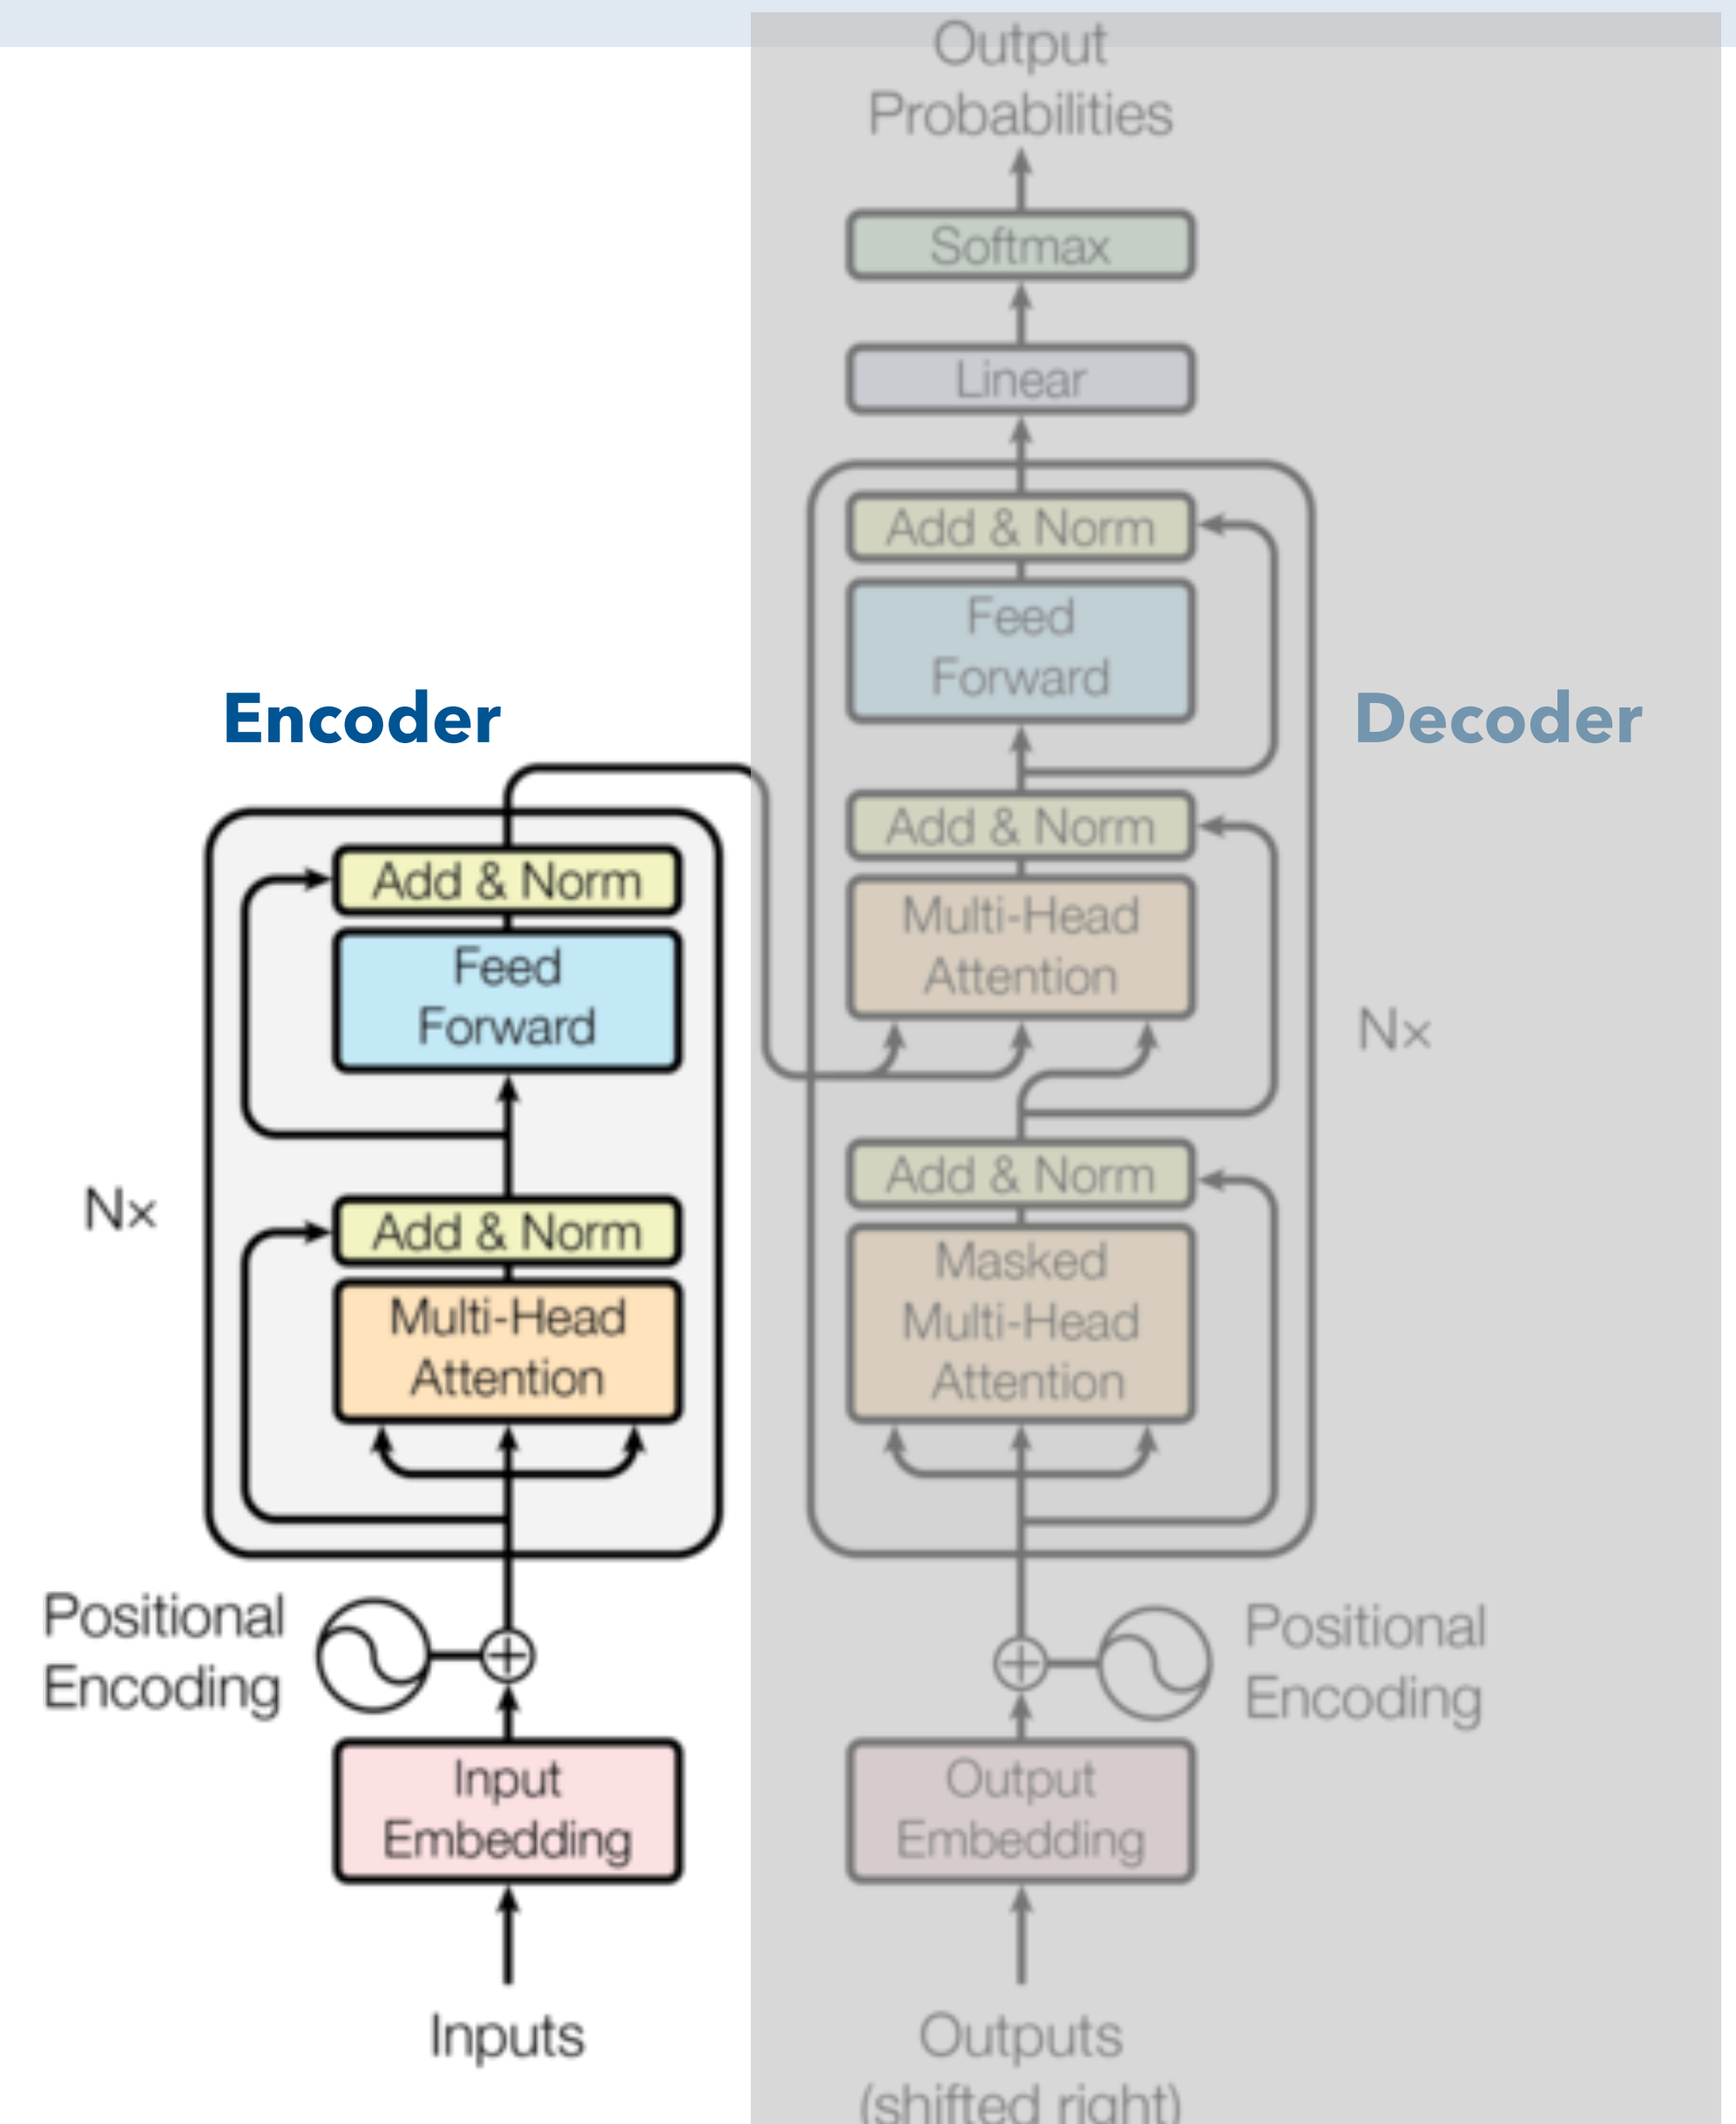 Output
Probabilities
Softmax
Linear
Add & Norm
Feed
Forward
Add & Norm
Multi-Head
Attention
Nx
Add & Norm
Masked
Multi-Head
Attention
Decoder
Positional
Encoding
Output
Embedding
Outputs
(shifted right)
Encoder
Add & Norm
Feed
Forward
Nx
Add & Norm
Multi-Head
Attention
Positional
Encoding
Input
Embedding
Inputs